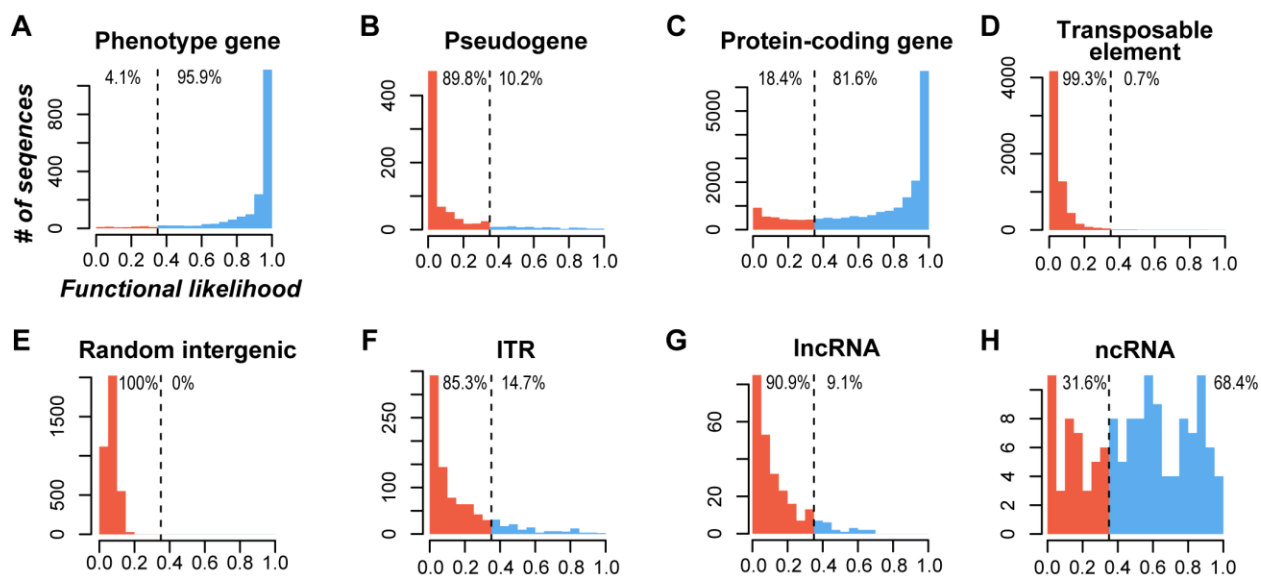 A
Phenotype gene
4.1%
95.9%
# of seqences
0
400
800
0.0 0.2 0.4 0.6 0.8 1.0
Functional likelihood
B
Pseudogene
89.8%
10.2%
0
200
400
0.0 0.2 0.4 0.6 0.8 1.0
C
Protein-coding gene
18.4%
81.6%
0
2000
5000
0.0 0.2 0.4 0.6 0.8 1.0
D
Transposable
element
99.3%
0.7%
0
2000
4000
0.0 0.2 0.4 0.6 0.8 1.0
E
Random intergenic
100%
0%
0
500
1500
0.0 0.2 0.4 0.6 0.8 1.0
F
ITR
85.3%
14.7%
0
100
250
0.0 0.2 0.4 0.6 0.8 1.0
G
lncRNA
90.9%
9.1%
0
20
60
0.0 0.2 0.4 0.6 0.8 1.0
H
ncRNA
31.6%
68.4%
0
2
4
6
8
0.0 0.2 0.4 0.6 0.8 1.0